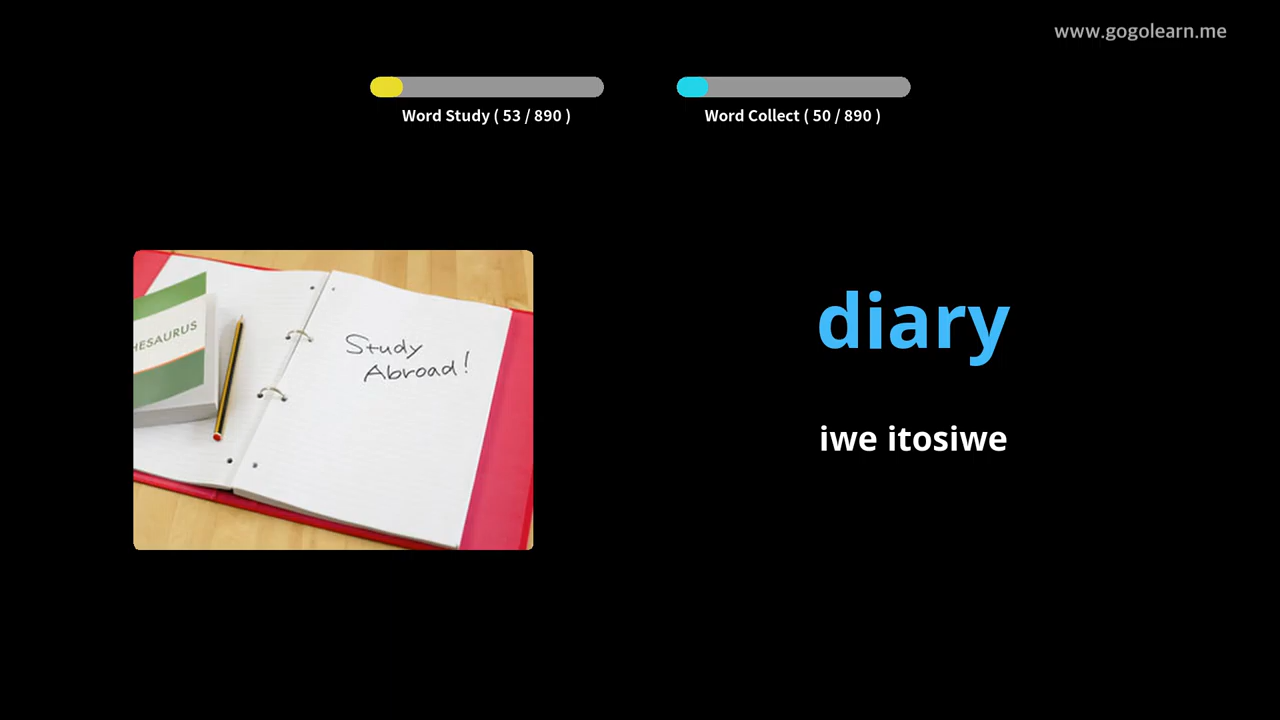 www.gogolearn.me
Word Study ( 53 / 890 )
Word Collect ( 50 / 890 )
HESAURUS
Study
Abroad!
diary
iwe itosiwe